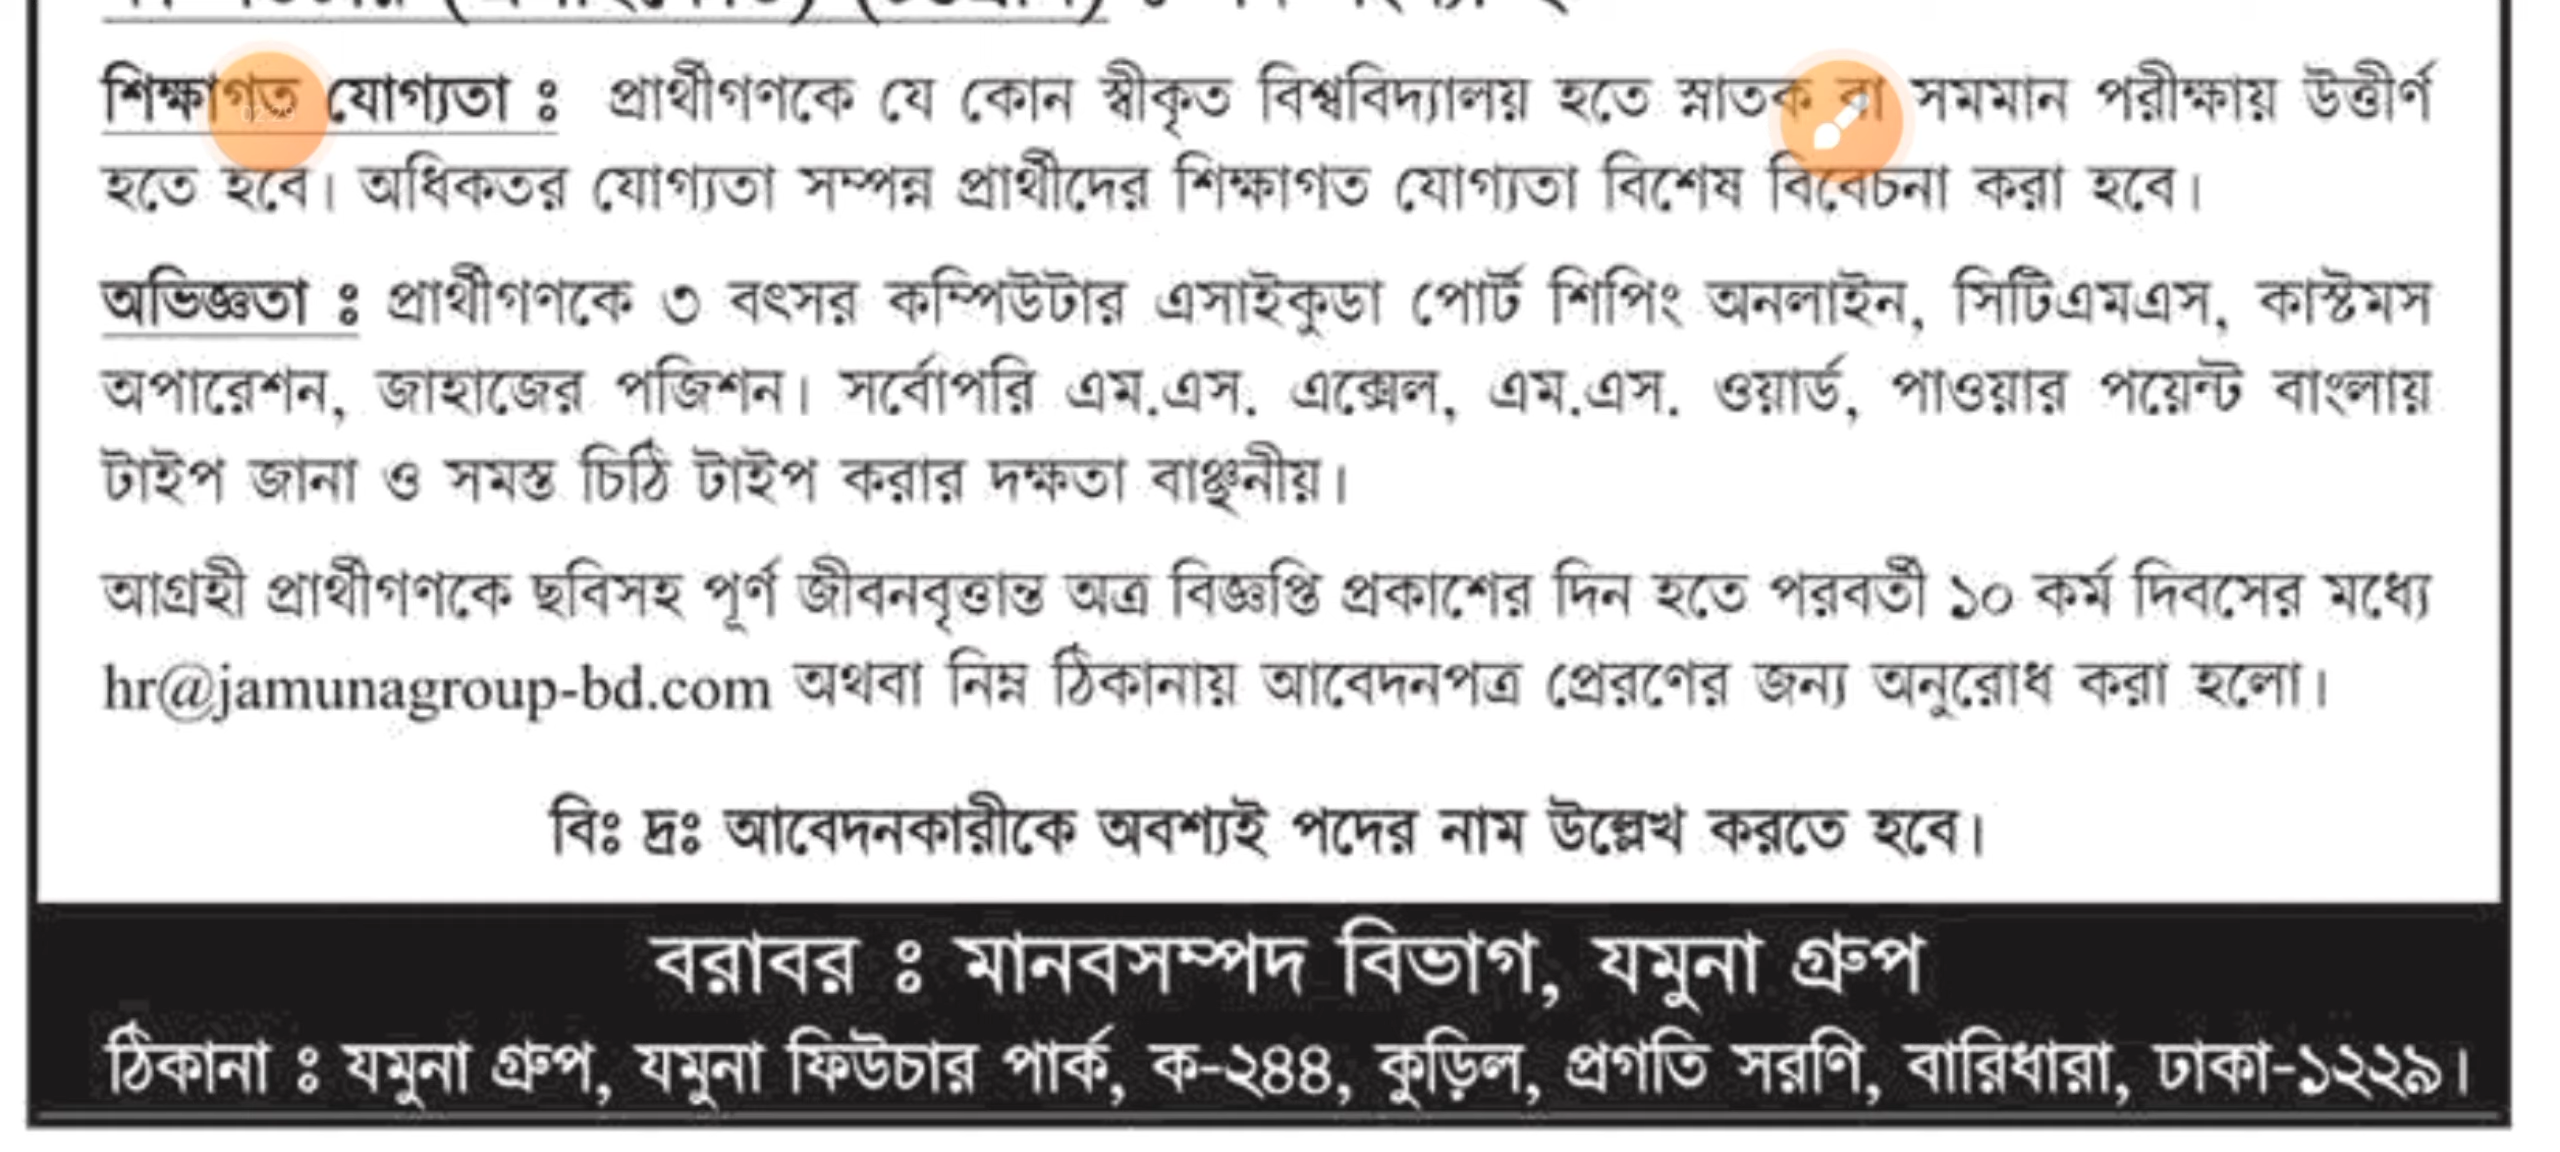 শিক্ষাগত যোগ্যতা ঃ প্রার্থীগণকে যে কোন স্বীকৃত বিশ্ববিদ্যালয় হতে স্নাতক বা সমমান পরীক্ষায় উত্তীর্ণ
হতে হবে। অধিকতর যোগ্যতা সম্পন্ন প্রার্থীদের শিক্ষাগত যোগ্যতা বিশেষ বিবেচনা করা হবে।
অভিজ্ঞতা ঃ প্রার্থীগণকে ৩ বৎসর কম্পিউটার এসাইকুডা পোর্ট শিপিং অনলাইন, সিটিএমএস, কাস্টমস
অপারেশন, জাহাজের পজিশন। সর্বোপরি এম.এস. এক্সেল, এম.এস. ওয়ার্ড, পাওয়ার পয়েন্ট বাংলায়
টাইপ জানা ও সমস্ত চিঠি টাইপ করার দক্ষতা বাঞ্ছনীয়।
আগ্রহী প্রার্থীগণকে ছবিসহ পূর্ণ জীবনবৃত্তান্ত অত্র বিজ্ঞপ্তি প্রকাশের দিন হতে পরবর্তী ১০ কর্ম দিবসের মধ্যে
hr@jamunagroup-bd.com অথবা নিম্ন ঠিকানায় আবেদনপত্র প্রেরণের জন্য অনুরোধ করা হলো।
বিঃ দ্রঃ আবেদনকারীকে অবশ্যই পদের নাম উল্লেখ করতে হবে।
বরাবর ঃ মানবসম্পদ বিভাগ, যমুনা গ্রুপ
ঠিকানা ঃ যমুনা গ্রুপ, যমুনা ফিউচার পার্ক, ক-২৪৪, কুড়িল, প্রগতি সরণি, বারিধারা, ঢাকা-১২২৯।
02:29